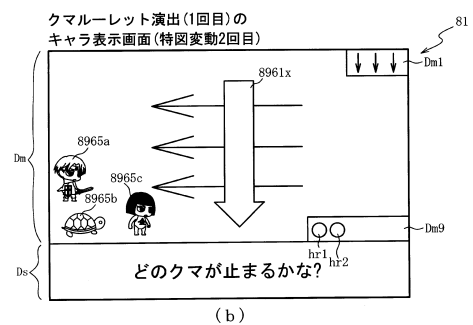 クマルーレット演出(1回目)の
キャラ表示画面(特図変動2回目)
81
8961x
Dm1
Dm
8965a
8965c
8965b
Dm9
hr1
hr2
Ds
どのクマが止まるかな?
(b)